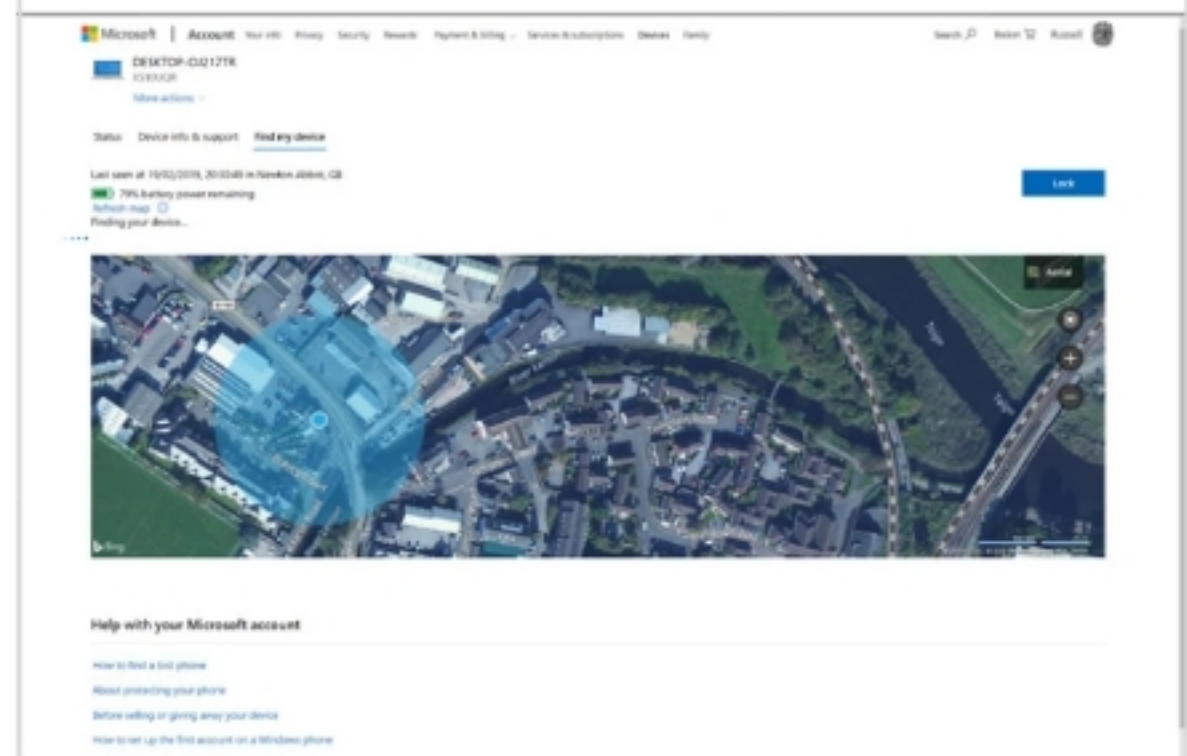 Microsoft | Account Your info Privacy Security Rewards Payment & billing Services & subscriptions Devices Family Search Basket Russell
DESKTOP-
More actions
Status Device info & support Find my device
Last seen at 19/02/2019, in Newton Abbot, GB
Lock
79% battery power remaining
Refresh map
Finding your device...
Aerial
Teign
Teign
Bing
Help with your Microsoft account
How to find a lost phone
About protecting your phone
Before selling or giving away your device
How to set up the first account on a Windows phone